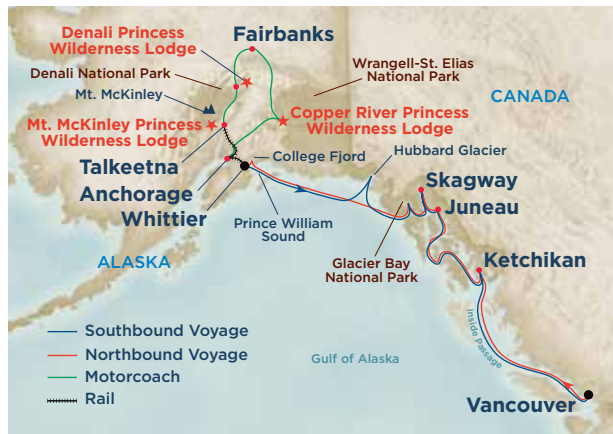 Denali Princess
Wilderness Lodge
Fairbanks
Denali National Park
Mt. McKinley
Wrangell-St. Elias
National Park
CANADA
Mt. McKinley Princess
Wilderness Lodge
Copper River Princess
Wilderness Lodge
Talkeetna
College Fjord
Hubbard Glacier
Anchorage
Skagway
Whittier
Juneau
Prince William
Sound
ALASKA
Glacier Bay
National Park
Ketchikan
Southbound Voyage
Northbound Voyage
Motorcoach
Rail
Gulf of Alaska
Inside Passage
Vancouver